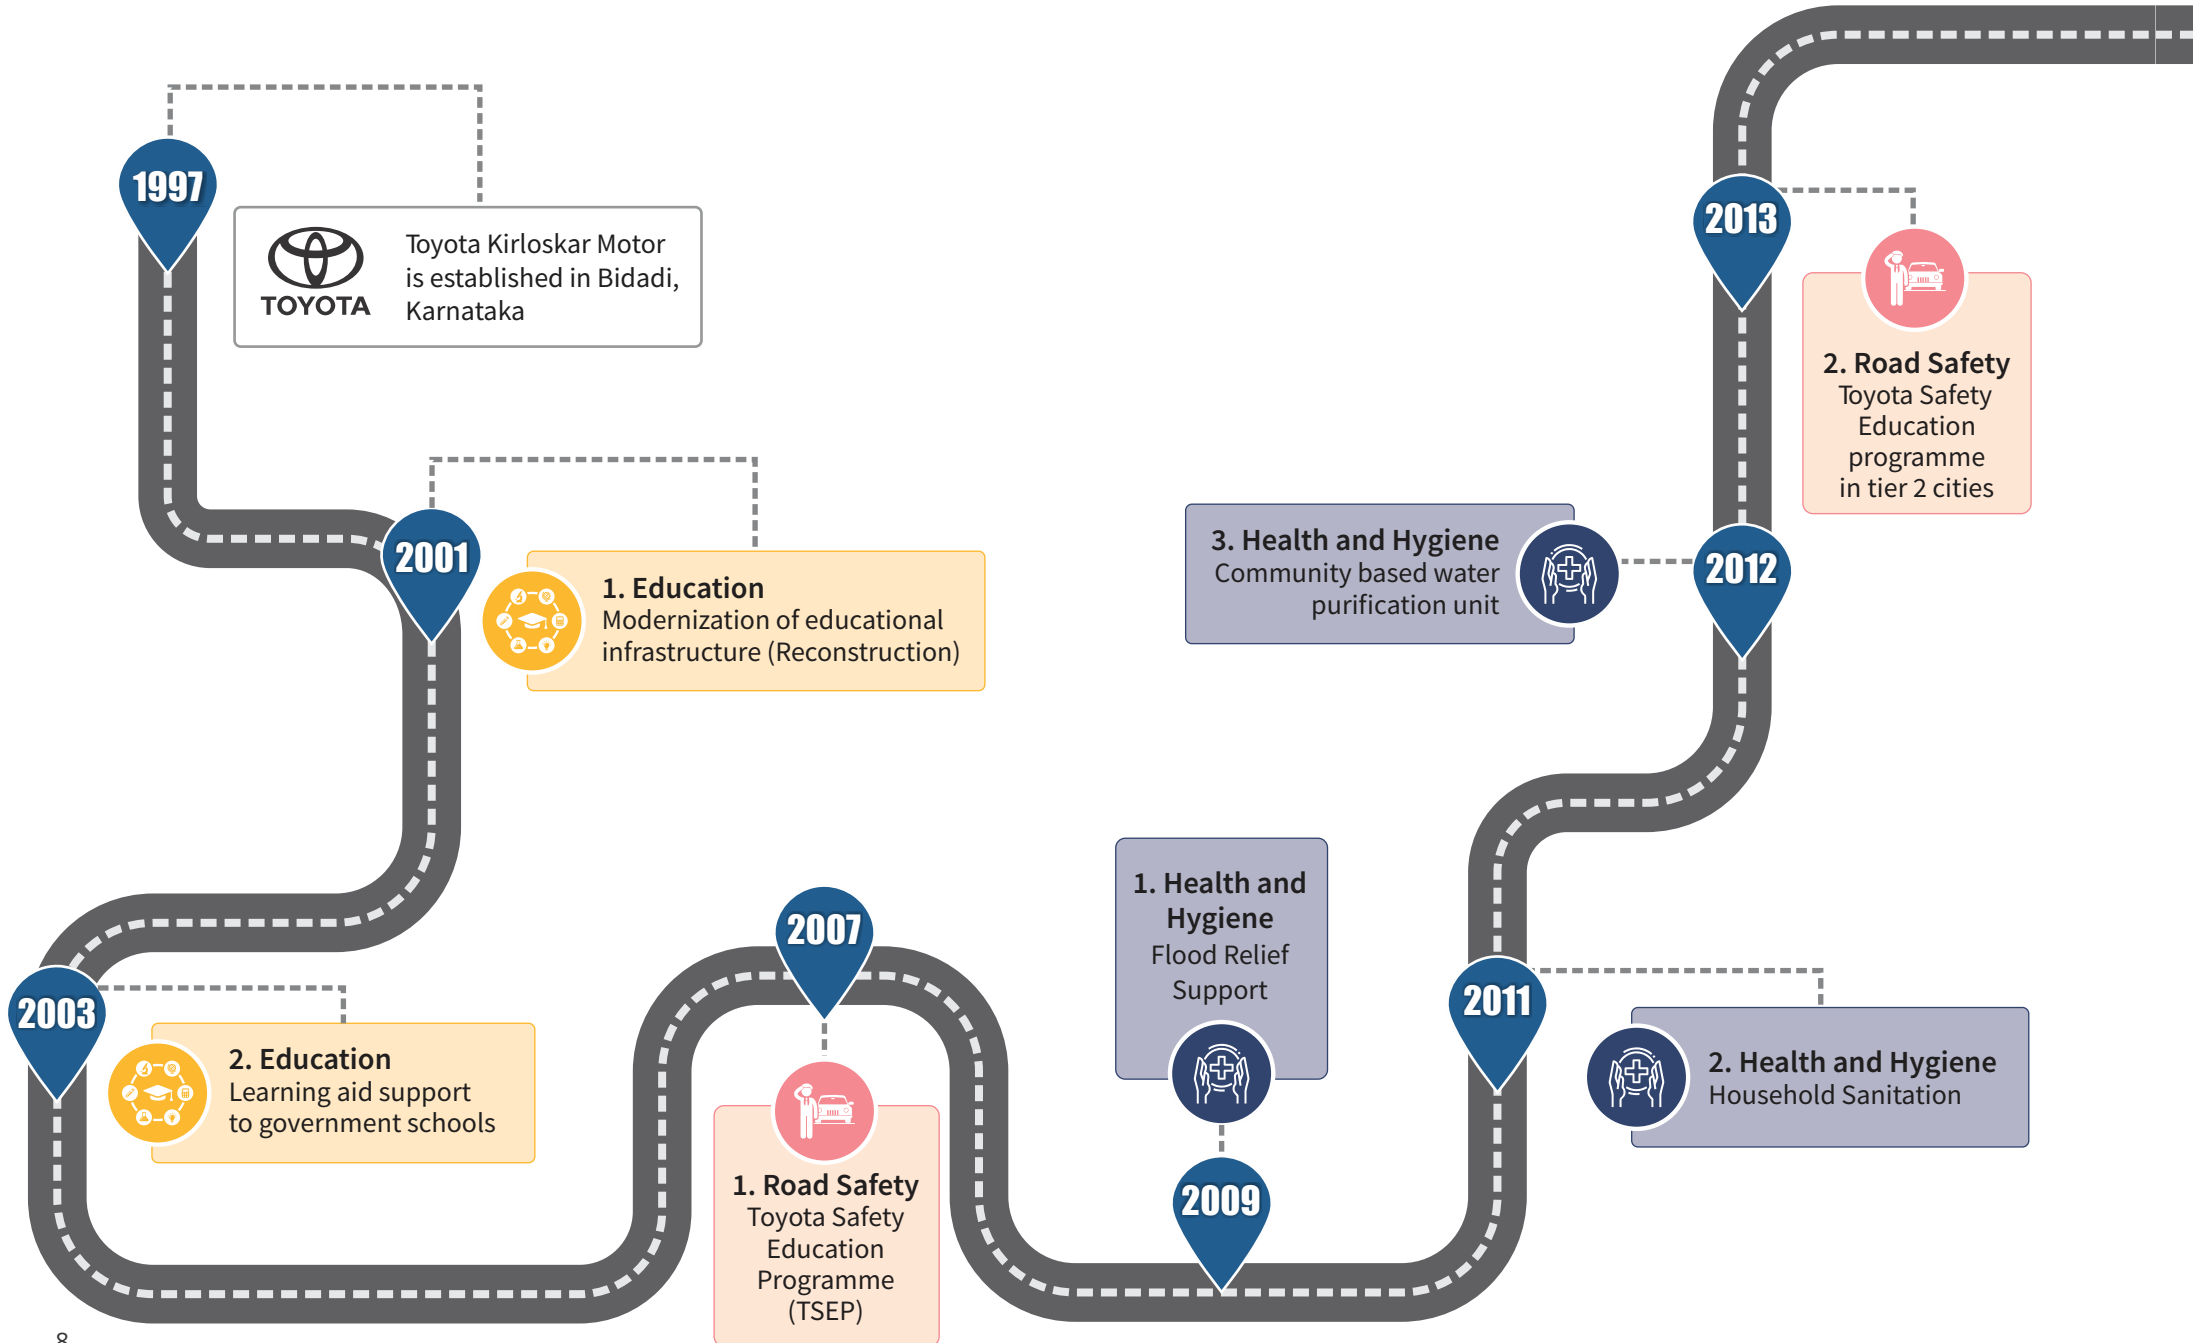 1997
TOYOTA
Toyota Kirloskar Motor
is established in Bidadi,
Karnataka
2001
1. Education
Modernization of educational
infrastructure (Reconstruction)
2003
2. Education
Learning aid support
to government schools
2007
1. Road Safety
Toyota Safety
Education
Programme
(TSEP)
1. Health and
Hygiene
Flood Relief
Support
2009
2011
2. Health and Hygiene
Household Sanitation
3. Health and Hygiene
Community based water
purification unit
2012
2013
2. Road Safety
Toyota Safety
Education
programme
in tier 2 cities
8